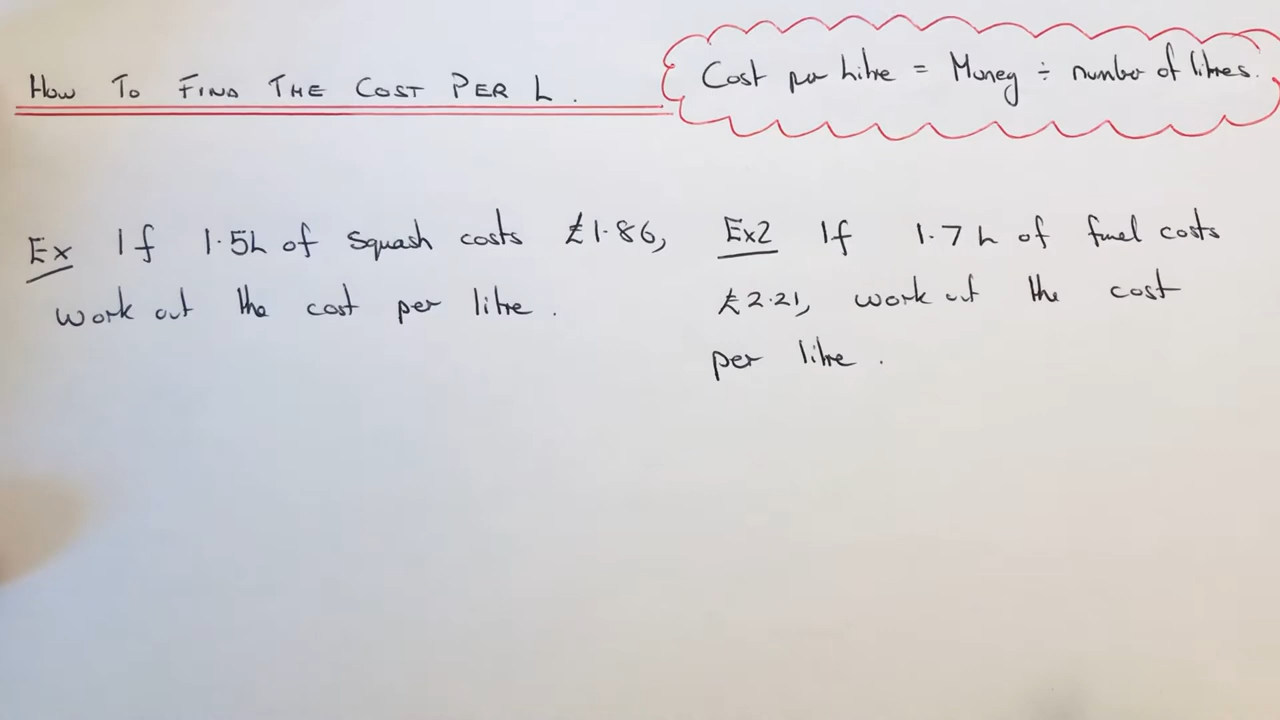 HOW TO FIND THE COST PER L.
Cost per Litre = Money ÷ number of litres.
Ex If 1.5L of squash costs £1.86,
work out the cost per litre.
Ex2 If 1.7L of fuel costs
£2.21, work out the cost
per litre.